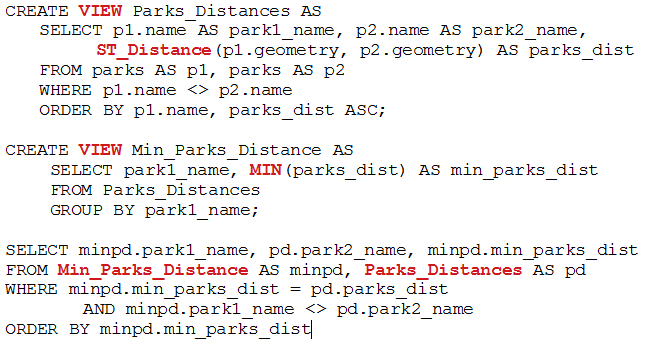 CREATE VIEW Parks_Distances AS
SELECT p1.name AS park1_name, p2.name AS park2_name,
ST_Distance(p1.geometry, p2.geometry) AS parks_dist
FROM parks AS p1, parks AS p2
WHERE p1.name <> p2.name
ORDER BY p1.name, parks_dist ASC;
CREATE VIEW Min_Parks_Distance AS
SELECT park1_name, MIN(parks_dist) AS min_parks_dist
FROM Parks_Distances
GROUP BY park1_name;
SELECT minpd.park1_name, pd.park2_name, minpd.min_parks_dist
FROM Min_Parks_Distance AS minpd, Parks_Distances AS pd
WHERE minpd.min_parks_dist = pd.parks_dist
AND minpd.park1_name <> pd.park2_name
ORDER BY minpd.min_parks_dist